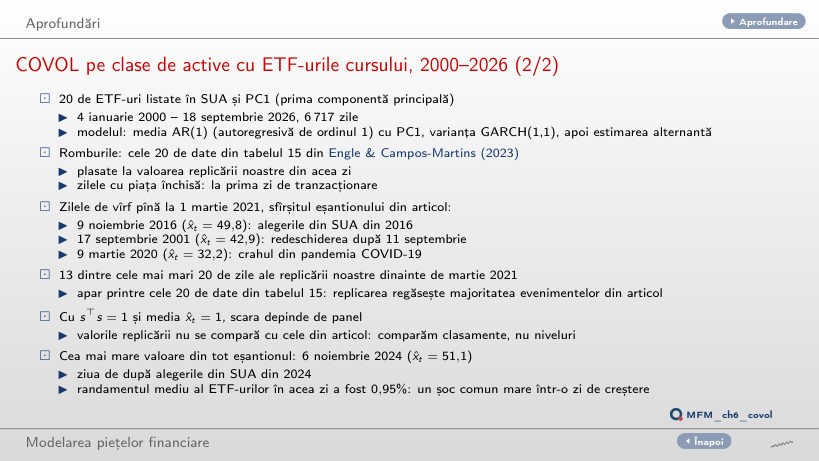 Aprofundări
Aprofundare
COVOL pe clase de active cu ETF-urile cursului, 2000–2026 (2/2)
20 de ETF-uri listate în SUA și PC1 (prima componentă principală)
4 ianuarie 2000 – 18 septembrie 2026, 6 717 zile
modelul: media AR(1) (autoregresivă de ordinul 1) cu PC1, varianța GARCH(1,1), apoi estimarea alternantă
Romburile: cele 20 de date din tabelul 15 din Engle & Campos-Martins (2023)
plasate la valoarea replicării noastre din acea zi
zilele cu piața închisă: la prima zi de tranzacționare
Zilele de vîrf pînă la 1 martie 2021, sfîrșitul eșantionului din articol:
9 noiembrie 2016 (x̂ₜ = 49,8): alegerile din SUA din 2016
17 septembrie 2001 (x̂ₜ = 42,9): redeschiderea după 11 septembrie
9 martie 2020 (x̂ₜ = 32,2): crahul din pandemia COVID-19
13 dintre cele mai mari 20 de zile ale replicării noastre dinainte de martie 2021
apar printre cele 20 de date din tabelul 15: replicarea regăsește majoritatea evenimentelor din articol
Cu s⊤s = 1 și media x̂ₜ = 1, scara depinde de panel
valorile replicării nu se compară cu cele din articol: comparăm clasamente, nu niveluri
Cea mai mare valoare din tot eșantionul: 6 noiembrie 2024 (x̂ₜ = 51,1)
ziua de după alegerile din SUA din 2024
randamentul mediu al ETF-urilor în acea zi a fost 0,95%: un șoc comun mare într-o zi de creștere
MFM_ch6_covol
Modelarea piețelor financiare
Înapoi